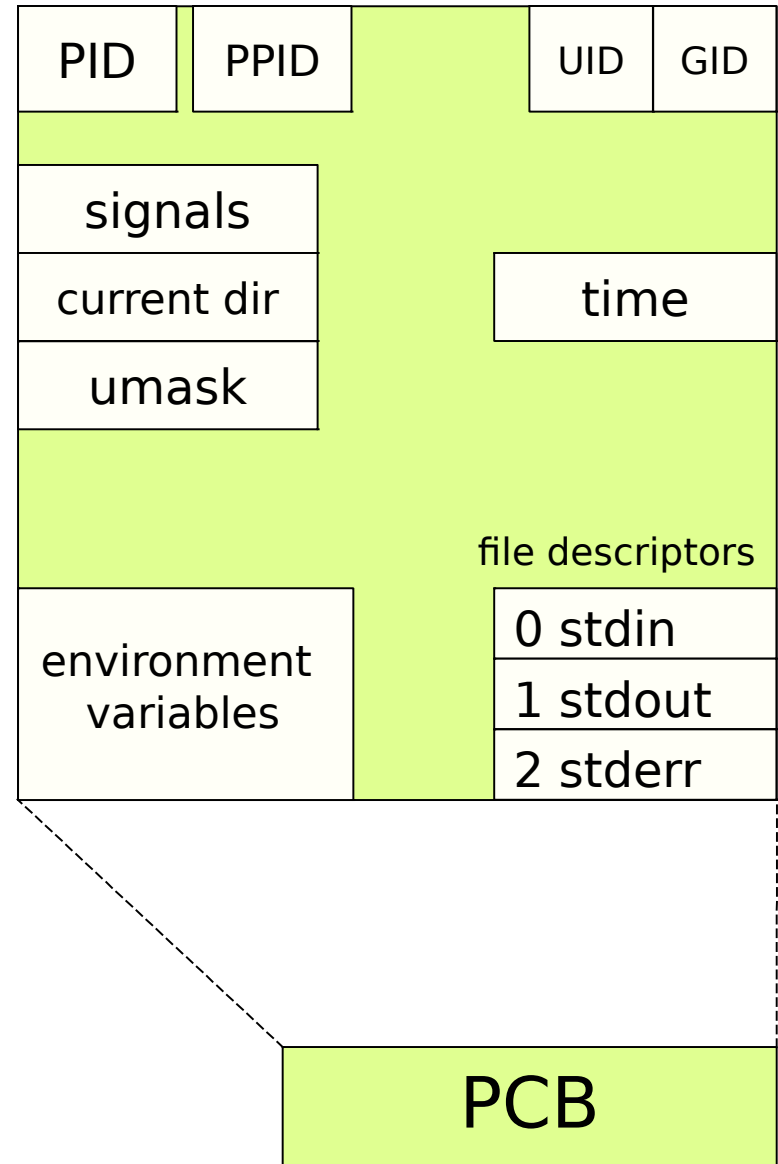 PID
PPID
UID
GID
signals
current dir
time
umask
file descriptors
environment
variables
0 stdin
1 stdout
2 stderr
PCB